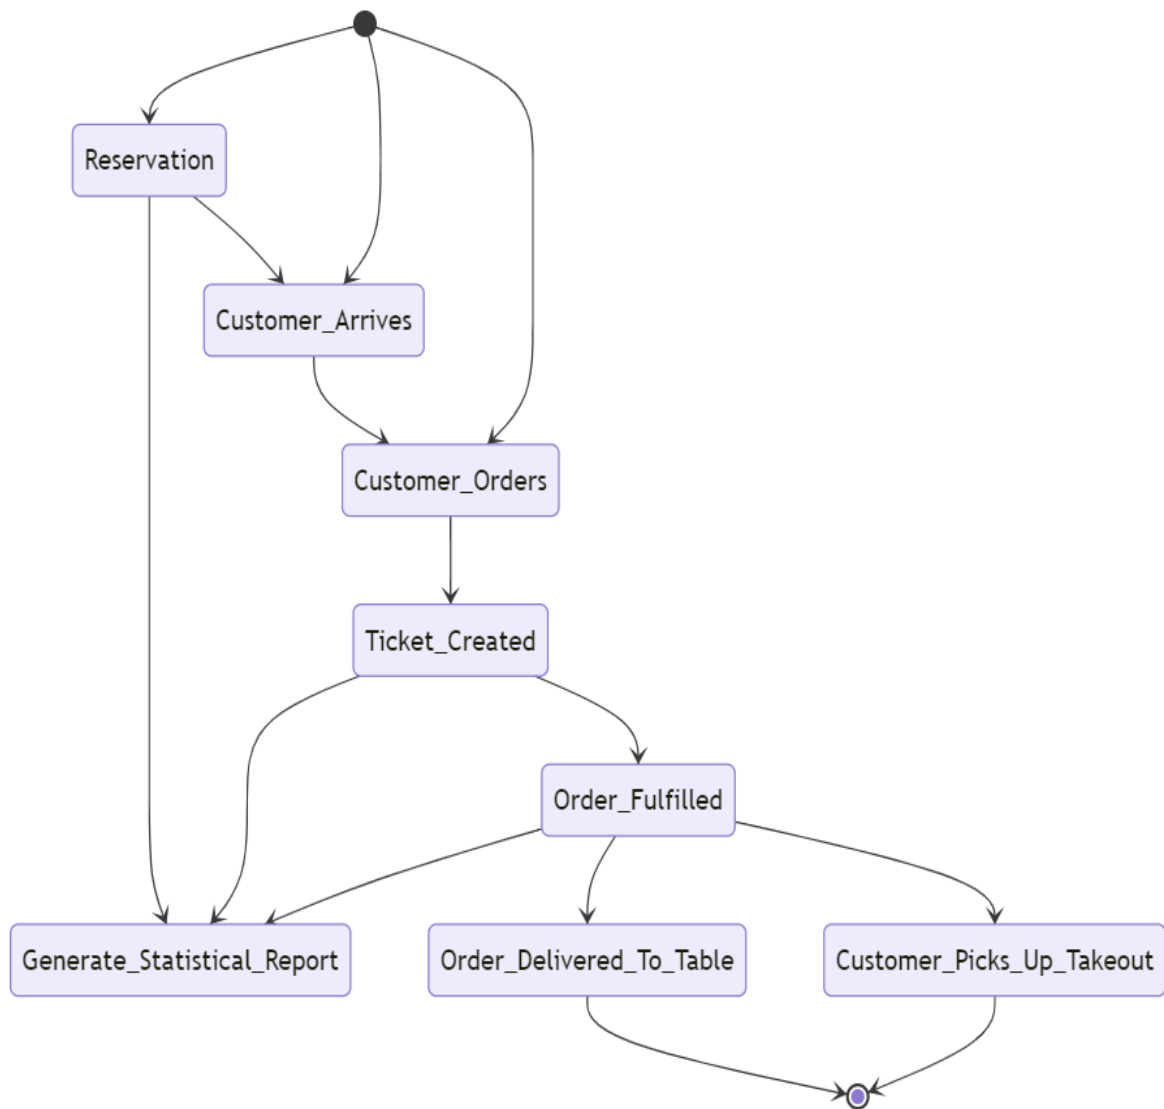 Reservation
Customer_Arrives
Customer_Orders
Ticket_Created
Order_Fulfilled
Generate_Statistical_Report
Order_Delivered_To_Table
Customer_Picks_Up_Takeout